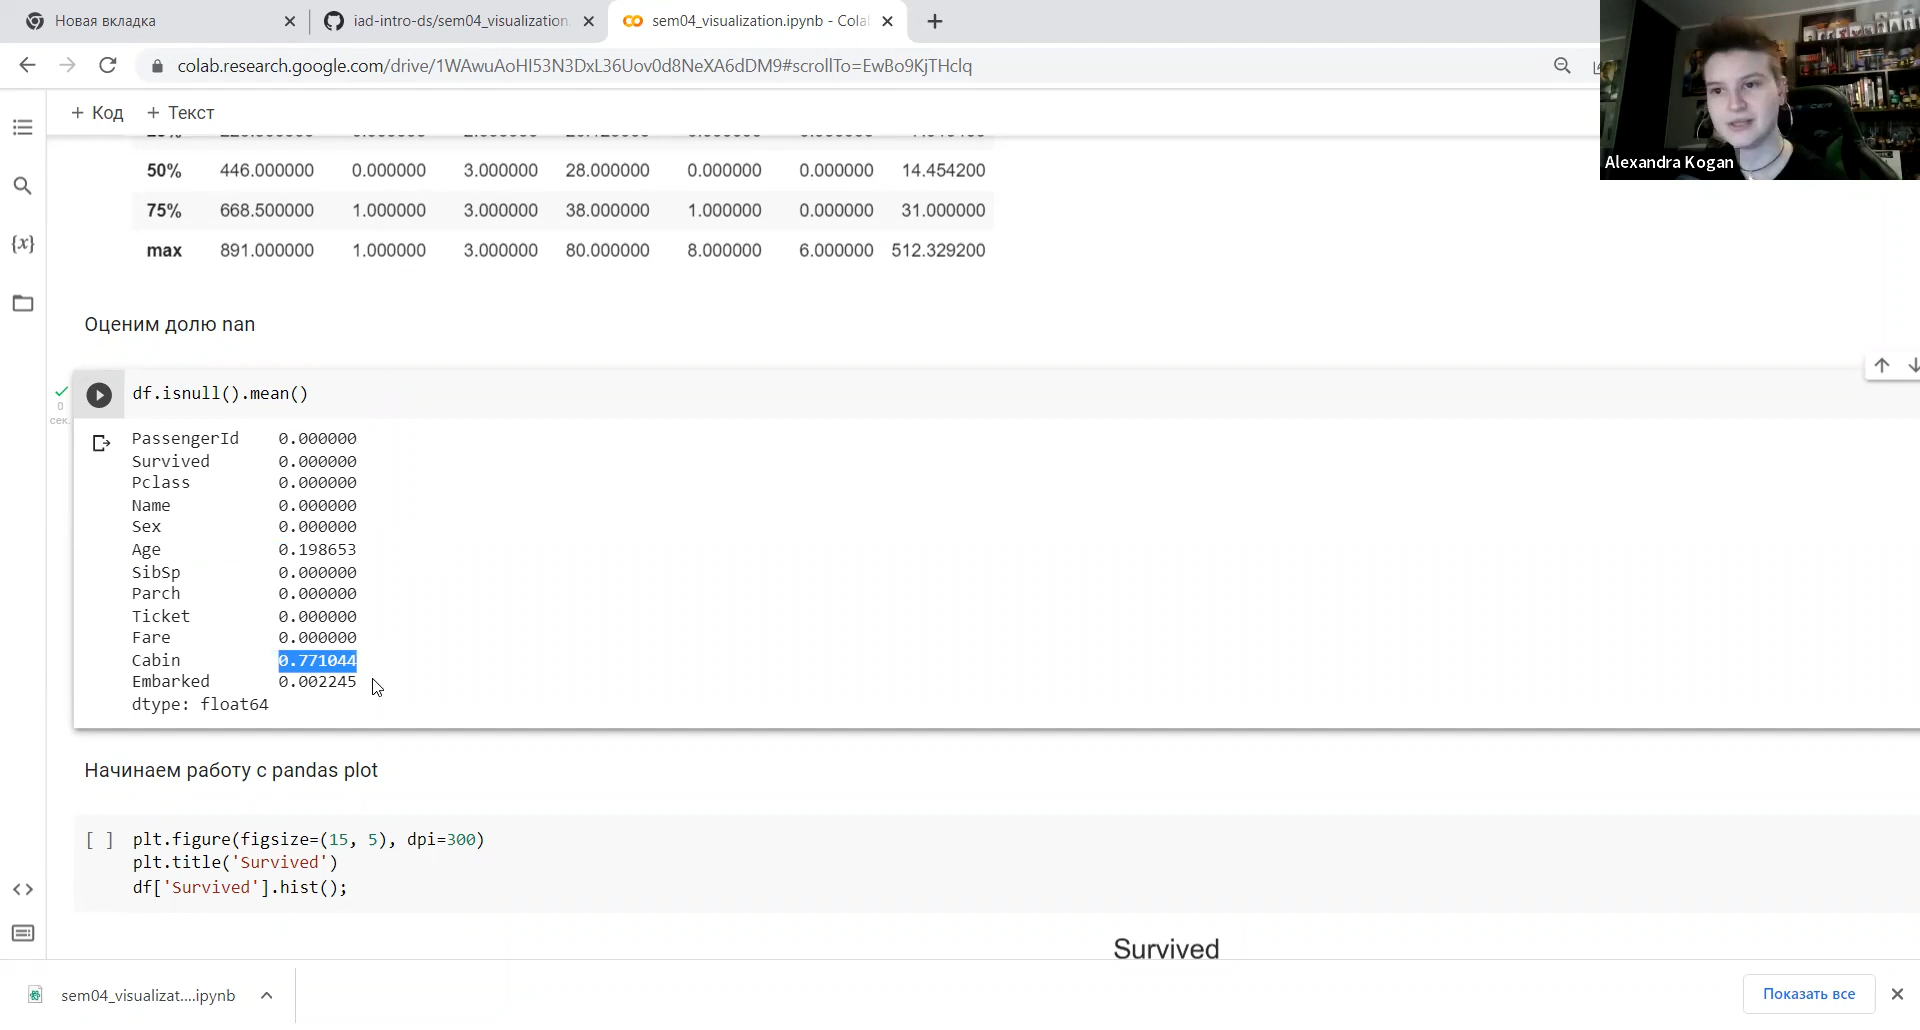 Новая вкладка
iad-intro-ds/sem04_visualization.
sem04_visualization.ipynb - Cola
colab.research.google.com/drive/1WAwuAoHI53N3DxL36Uov0d8NeXA6dDM9#scrollTo=EwBo9KjTHclq
+ Код + Текст
50% 446.000000 0.000000 3.000000 28.000000 0.000000 0.000000 14.454200
75% 668.500000 1.000000 3.000000 38.000000 1.000000 0.000000 31.000000
max 891.000000 1.000000 3.000000 80.000000 8.000000 6.000000 512.329200
Alexandra Kogan
{x}
Оценим долю nan
0
сек.
df.isnull().mean()
PassengerId 0.000000
Survived 0.000000
Pclass 0.000000
Name 0.000000
Sex 0.000000
Age 0.198653
SibSp 0.000000
Parch 0.000000
Ticket 0.000000
Fare 0.000000
Cabin 0.771044
Embarked 0.002245
dtype: float64
Начинаем работу с pandas plot
[ ] plt.figure(figsize=(15, 5), dpi=300)
plt.title('Survived')
df['Survived'].hist();
Survived
sem04_visualizat....ipynb
Показать все